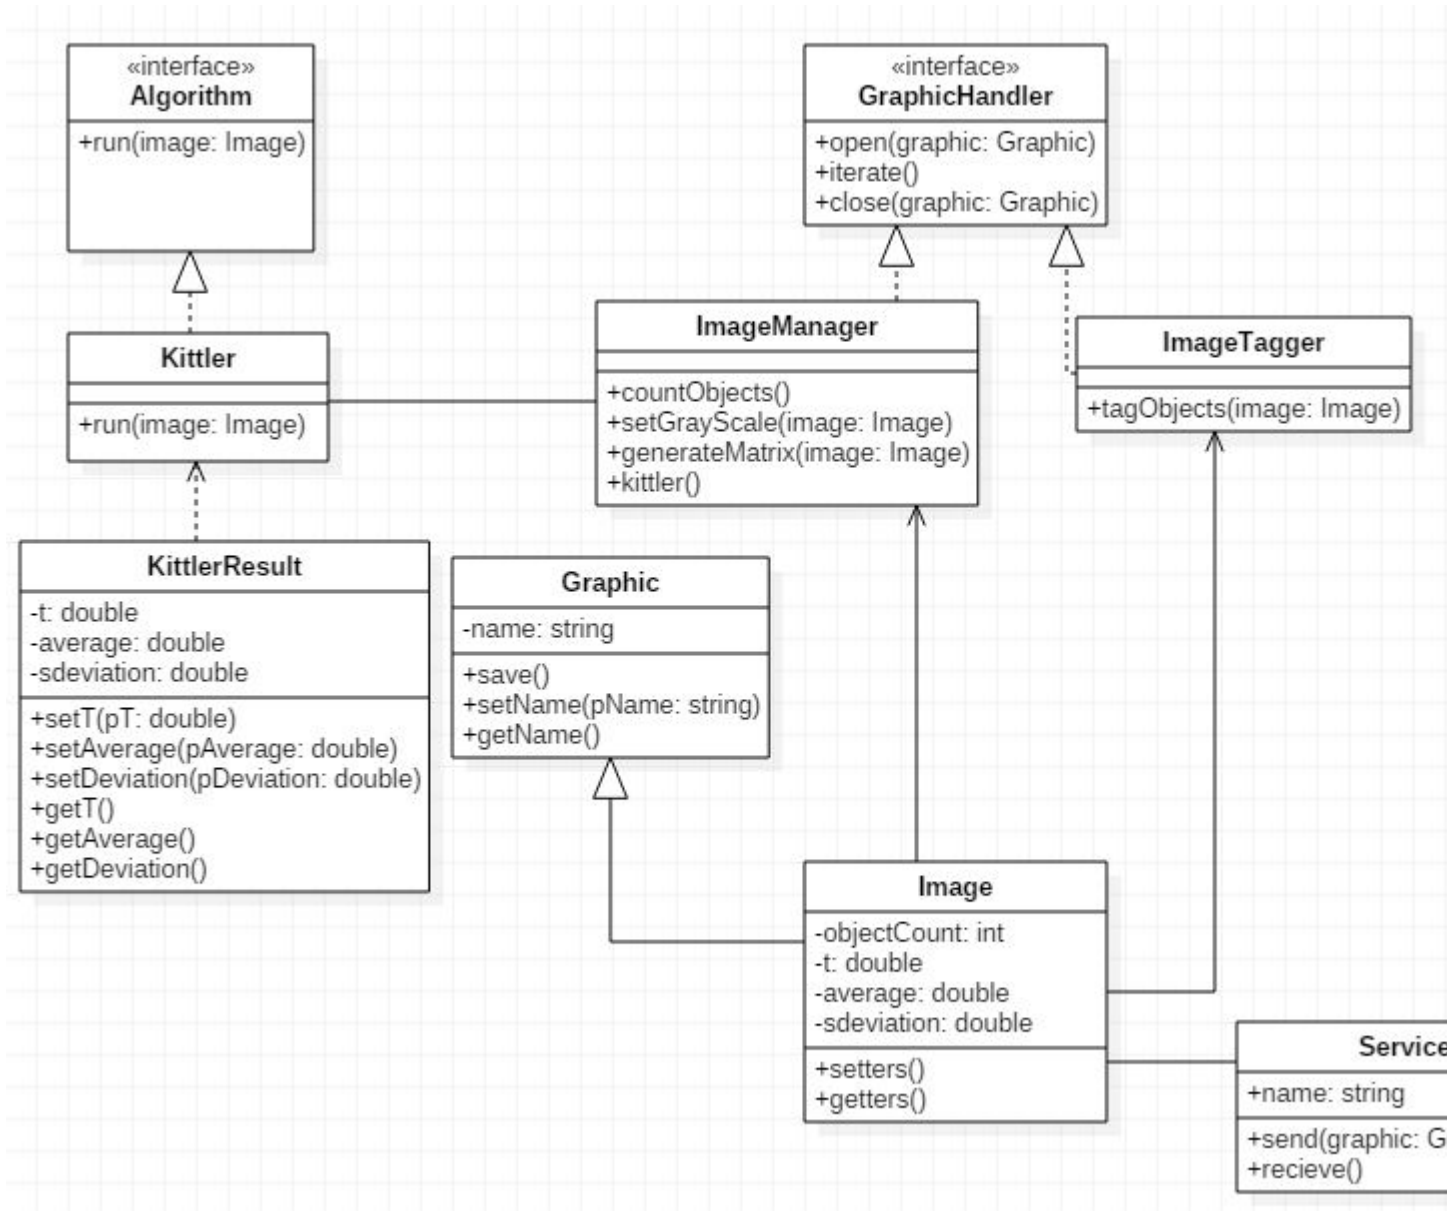 «interface»
Algorithm
+run(image: Image)
«interface»
GraphicHandler
+open(graphic: Graphic)
+iterate()
+close(graphic: Graphic)
Kittler
+run(image: Image)
ImageManager
+countObjects()
+setGrayScale(image: Image)
+generateMatrix(image: Image)
+kittler()
ImageTagger
+tagObjects(image: Image)
KittlerResult
-t: double
-average: double
-sdeviation: double
+setT(pT: double)
+setAverage(pAverage: double)
+setDeviation(pDeviation: double)
+getT()
+getAverage()
+getDeviation()
Graphic
-name: string
+save()
+setName(pName: string)
+getName()
Image
-objectCount: int
-t: double
-average: double
-sdeviation: double
+setters()
+getters()
Service
+name: string
+send(graphic: G
+recieve()